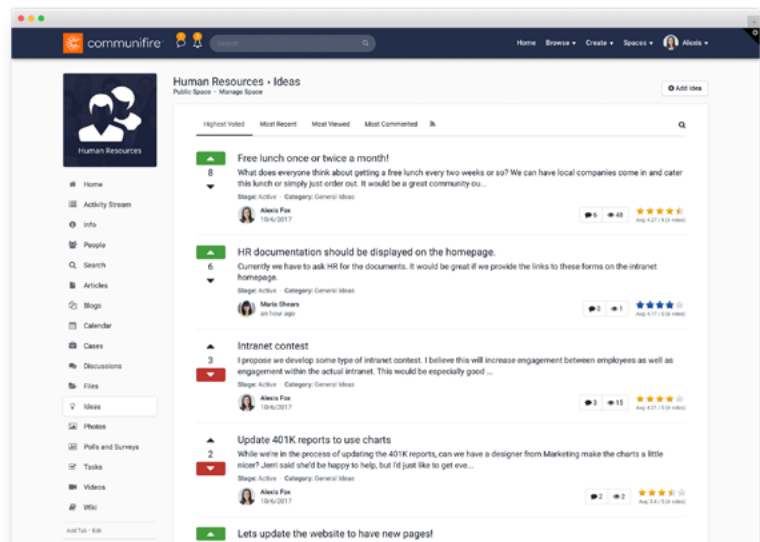 communifire
Search
Home Browse Create Spaces Alexis
Human Resources
Human Resources › Ideas
Public Space - Manage Space
Add Idea
Home
Activity Stream
Info
People
Search
Articles
Blogs
Calendar
Cases
Discussions
Files
Ideas
Photos
Polls and Surveys
Tasks
Videos
Wiki
Add Tab - Edit
Highest Voted Most Recent Most Viewed Most Commented
8
Free lunch once or twice a month!
What does everyone think about getting a free lunch every two weeks or so? We can have local companies come in and cater
this lunch or simply just order out. It would be a great community-ou...
Stage: Active - Category: General Ideas
Alexis Fox
10/6/2017
6 48
6
HR documentation should be displayed on the homepage.
Currently we have to ask HR for the documents. It would be great if we provide the links to these forms on the intranet
homepage.
Stage: Active - Category: General Ideas
Maria Shears
an hour ago
1
3
Intranet contest
I propose we develop some type of intranet contest. I believe this will increase engagement between employees as well as
engagement within the actual intranet. This would be especially good ...
Stage: Active - Category: General Ideas
Alexis Fox
10/6/2017
3 15
2
Update 401K reports to use charts
While we're in the process of updating the 401K reports, can we have a designer from Marketing make the charts a little
nicer? Jerri said she'd be happy to help, but I'd just like to get eve...
Stage: Active - Category: General Ideas
Alexis Fox
10/6/2017
2 2
Lets update the website to have new pages!